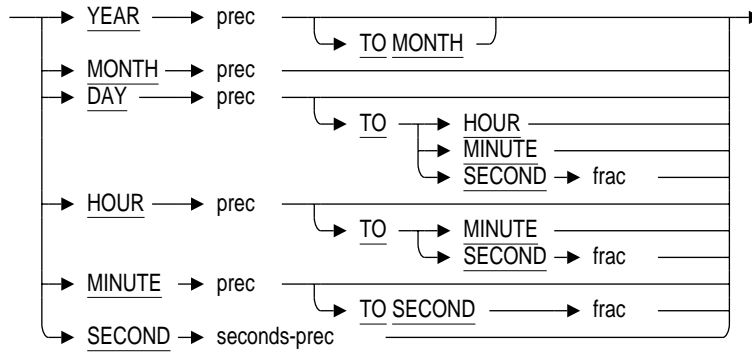 YEAR prec TO MONTH
MONTH prec
DAY prec
TO HOUR
MINUTE
SECOND frac
HOUR prec
TO MINUTE
SECOND frac
MINUTE prec
TO SECOND frac
SECOND seconds-prec